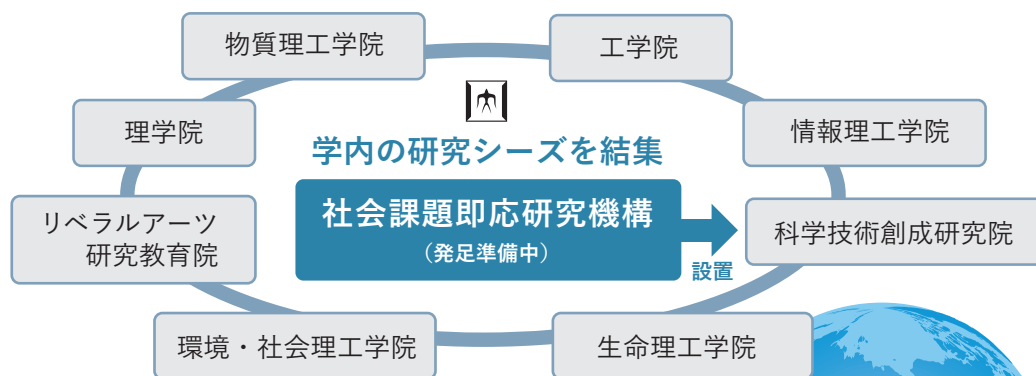 物質理工学院
工学院
理学院
情報理工学院
学内の研究シーズを結集
社会課題即応研究機構
(発足準備中)
設置
リベラルアーツ
研究教育院
科学技術創成研究院
環境・社会理工学院
生命理工学院